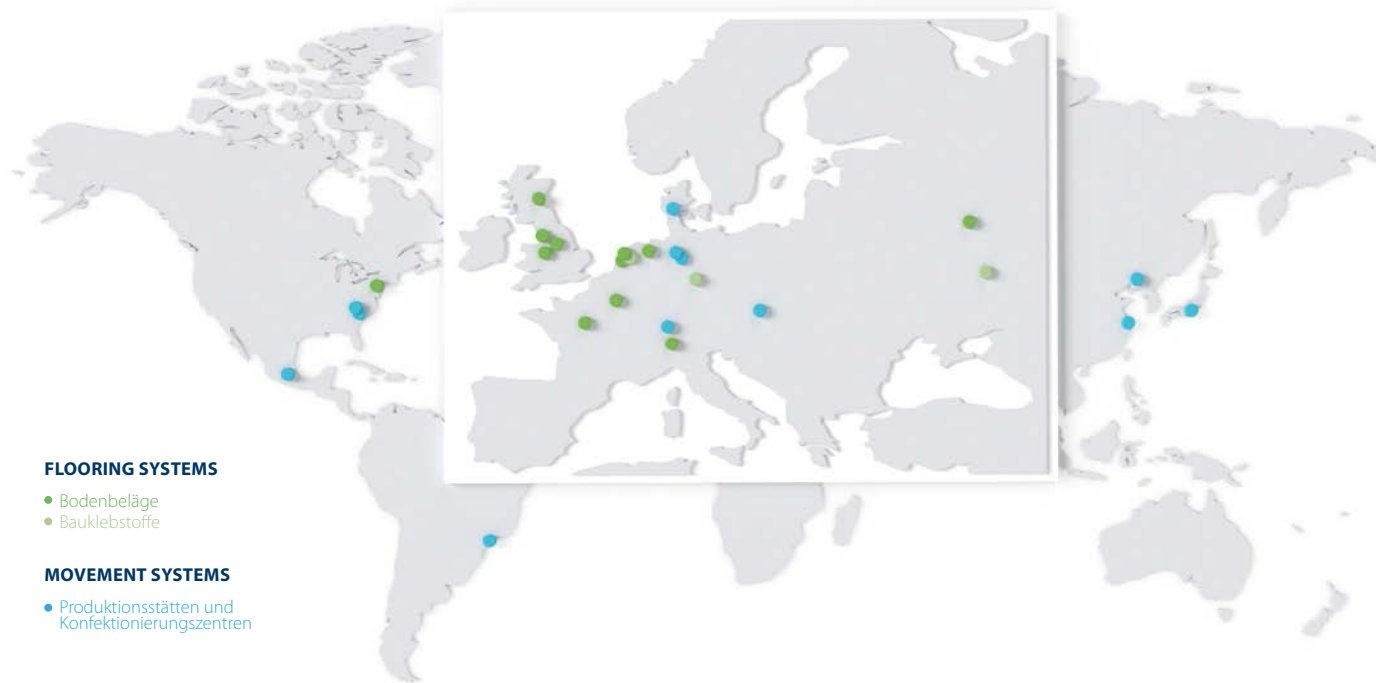 FLOORING SYSTEMS
Bodenbeläge
Bauklebstoffe
MOVEMENT SYSTEMS
Produktionsstätten und
Konfektionierungszentren